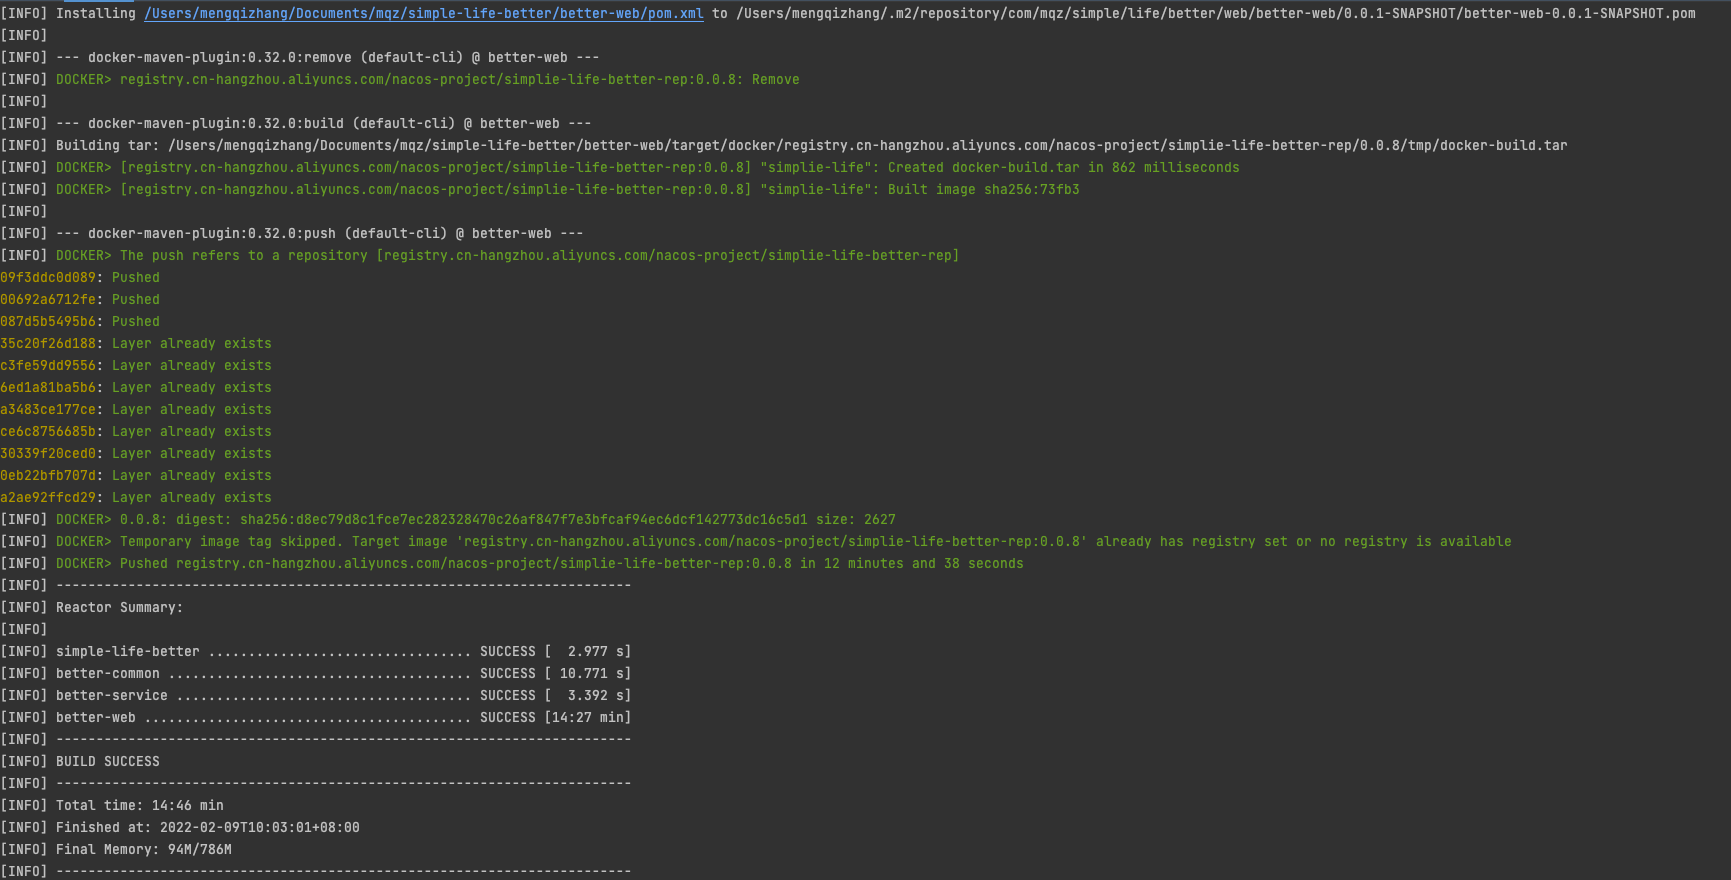 [INFO] Installing /Users/mengqizhang/Documents/mqz/simple-life-better/better-web/pom.xml to /Users/mengqizhang/.m2/repository/com/mqz/simple/life/better/web/better-web/0.0.1-SNAPSHOT/better-web-0.0.1-SNAPSHOT.pom
[INFO]
[INFO] --- docker-maven-plugin:0.32.0:remove (default-cli) @ better-web ---
[INFO] DOCKER> registry.cn-hangzhou.aliyuncs.com/nacos-project/simplie-life-better-rep:0.0.8: Remove
[INFO]
[INFO] --- docker-maven-plugin:0.32.0:build (default-cli) @ better-web ---
[INFO] Building tar: /Users/mengqizhang/Documents/mqz/simple-life-better/better-web/target/docker/registry.cn-hangzhou.aliyuncs.com/nacos-project/simplie-life-better-rep/0.0.8/tmp/docker-build.tar
[INFO] DOCKER> [registry.cn-hangzhou.aliyuncs.com/nacos-project/simplie-life-better-rep:0.0.8] "simplie-life": Created docker-build.tar in 862 milliseconds
[INFO] DOCKER> [registry.cn-hangzhou.aliyuncs.com/nacos-project/simplie-life-better-rep:0.0.8] "simplie-life": Built image sha256:73fb3
[INFO]
[INFO] --- docker-maven-plugin:0.32.0:push (default-cli) @ better-web ---
[INFO] DOCKER> The push refers to a repository [registry.cn-hangzhou.aliyuncs.com/nacos-project/simplie-life-better-rep]
09f3ddc0d089: Pushed
00692a6712fe: Pushed
087d5b5495b6: Pushed
35c20f26d188: Layer already exists
c3fe59dd9556: Layer already exists
6ed1a81ba5b6: Layer already exists
a3483ce177ce: Layer already exists
ce6c8756685b: Layer already exists
30339f20ced0: Layer already exists
0eb22bfb707d: Layer already exists
a2ae92ffcd29: Layer already exists
[INFO] DOCKER> 0.0.8: digest: sha256:d8ec79d8c1fce7ec282328470c26af847f7e3bfcaf94ec6dcf142773dc16c5d1 size: 2627
[INFO] DOCKER> Temporary image tag skipped. Target image 'registry.cn-hangzhou.aliyuncs.com/nacos-project/simplie-life-better-rep:0.0.8' already has registry set or no registry is available
[INFO] DOCKER> Pushed registry.cn-hangzhou.aliyuncs.com/nacos-project/simplie-life-better-rep:0.0.8 in 12 minutes and 38 seconds
[INFO] ------------------------------------------------------------------------
[INFO] Reactor Summary:
[INFO]
[INFO] simple-life-better ................................. SUCCESS [  2.977 s]
[INFO] better-common ...................................... SUCCESS [ 10.771 s]
[INFO] better-service ..................................... SUCCESS [  3.392 s]
[INFO] better-web ......................................... SUCCESS [14:27 min]
[INFO] ------------------------------------------------------------------------
[INFO] BUILD SUCCESS
[INFO] ------------------------------------------------------------------------
[INFO] Total time: 14:46 min
[INFO] Finished at: 2022-02-09T10:03:01+08:00
[INFO] Final Memory: 94M/786M
[INFO] ------------------------------------------------------------------------